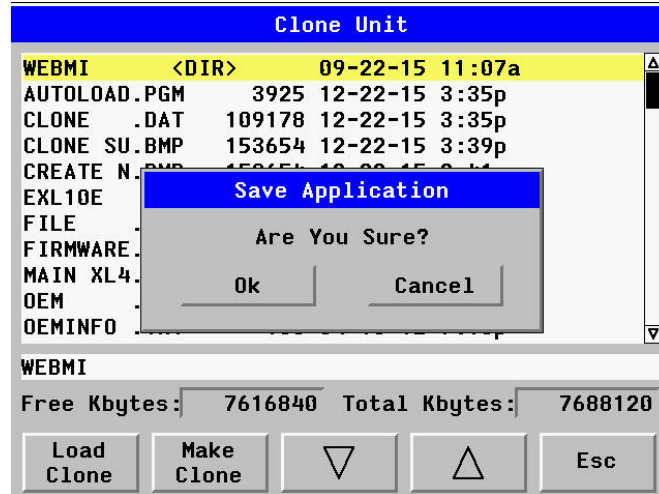 Clone Unit
WEBMI <DIR> 09-22-15 11:07a
AUTOLOAD.PGM 3925 12-22-15 3:35p
CLONE .DAT 109178 12-22-15 3:35p
CLONE SU.BMP 153654 12-22-15 3:39p
CREATE N.
EXL10E
FILE .
FIRMWARE.
MAIN XL4.
OEM .
OEMINFO .
Save Application
Are You Sure?
Ok Cancel
WEBMI
Free Kbytes: 7616840 Total Kbytes: 7688120
Load Clone Make Clone ▽ △ Esc